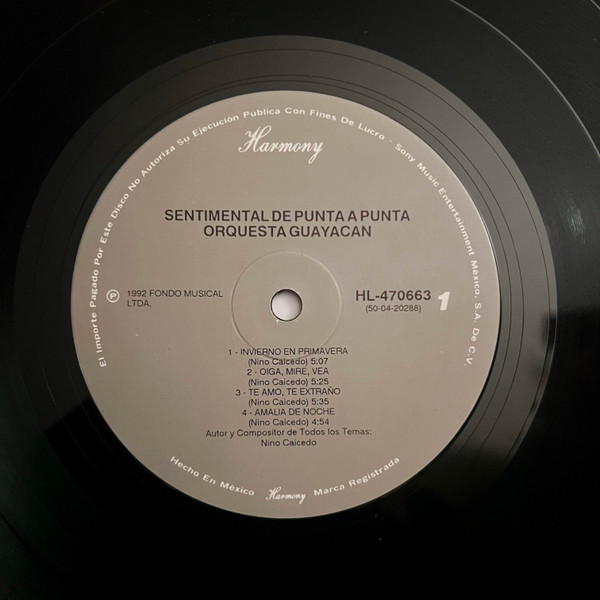 El Importe Pagado Por Este Disco No Autoriza Su Ejecución Publica Con Fines De Lucro - Sony Music Entertainment México, S.A. De C.V.
Harmony
SENTIMENTAL DE PUNTA A PUNTA
ORQUESTA GUAYACAN
P 1992 FONDO MUSICAL
LTDA.
HL-470663 1
(50-04-20288)
1 - INVIERNO EN PRIMAVERA
(Nino Caicedo) 5:07
2 - OIGA, MIRE, VEA
(Nino Caicedo) 5:25
3 - TE AMO, TE EXTRAÑO
(Nino Caicedo) 5:35
4 - AMALIA DE NOCHE
(Nino Caicedo) 4:54
Autor y Compositor de Todos los Temas:
Nino Caicedo
Hecho En México Harmony Marca Registrada